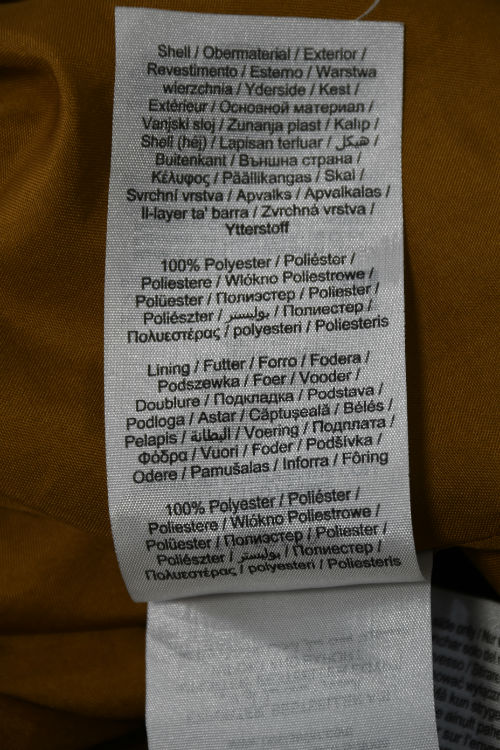 Shell / Obermaterial / Exterior /
Revestimento / Esterno / Warstwa
wierzchnia / Yderside / Kest /
Extérieur / Основной материал /
Vanjski sloj / Zunanja plast / Kalıp /
Shell (héj) / Lapisan terluar / هيكل /
Buitenkant / Външна страна /
Κέλυφος / Päällikangas / Skal /
Svrchní vrstva / Apvalks / Apvalkalas /
Il-layer ta' barra / Zvrchná vrstva /
Ytterstoff
100% Polyester / Poliéster /
Poliestere / Włókno Poliestrowe /
Polüester / Полиэстер / Poliester /
Poliészter / بوليستر / Полиестер /
Πολυεστέρας / polyesteri / Poliesteris
Lining / Futter / Forro / Fodera /
Podszewka / Foer / Vooder /
Doublure / Подкладка / Podstava /
Podloga / Astar / Căptușeală / Bélés /
Pelapis / البطانة / Voering / Подплата /
Φόδρα / Vuori / Foder / Podšívka /
Odere / Pamušalas / Inforra / Fôring
100% Polyester / Poliéster /
Poliestere / Włókno Poliestrowe /
Polüester / Полиэстер / Poliester /
Poliészter / بوليستر / Полиестер /
Πολυεστέρας / polyesteri / Poliesteris
side only / No